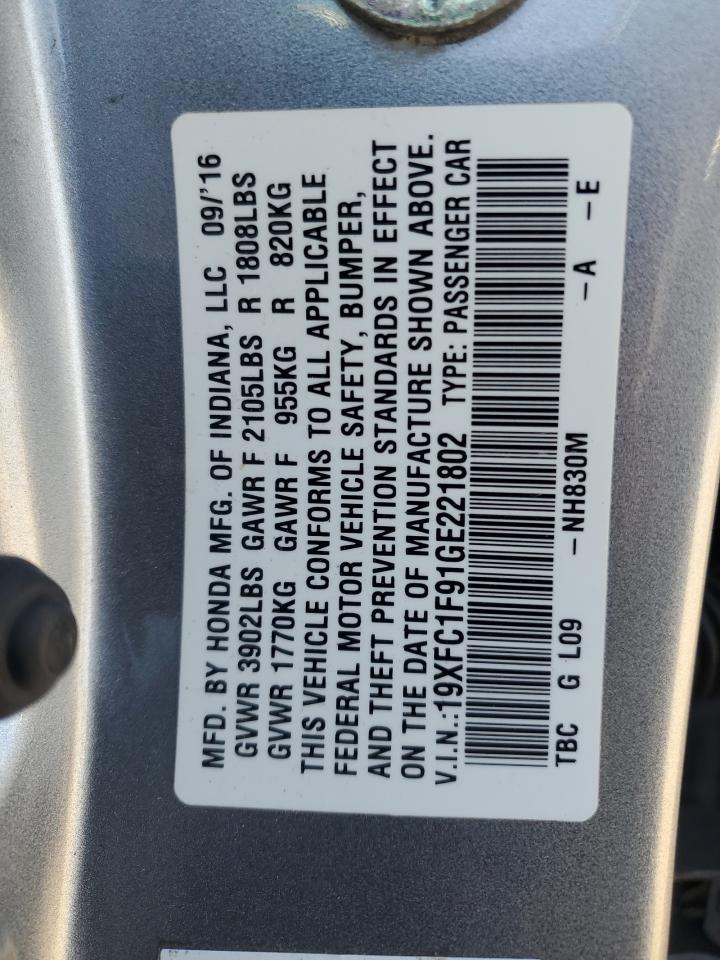 MFD. BY HONDA MFG. OF INDIANA, LLC 09/'16
GVWR 3902LBS GAWR F 2105LBS R 1808LBS
GVWR 1770KG GAWR F 955KG R 820KG
THIS VEHICLE CONFORMS TO ALL APPLICABLE
FEDERAL MOTOR VEHICLE SAFETY, BUMPER,
AND THEFT PREVENTION STANDARDS IN EFFECT
ON THE DATE OF MANUFACTURE SHOWN ABOVE.
V.I.N.:19XFC1F91GE221802 TYPE: PASSENGER CAR
TBC G L09 –NH830M –A –E